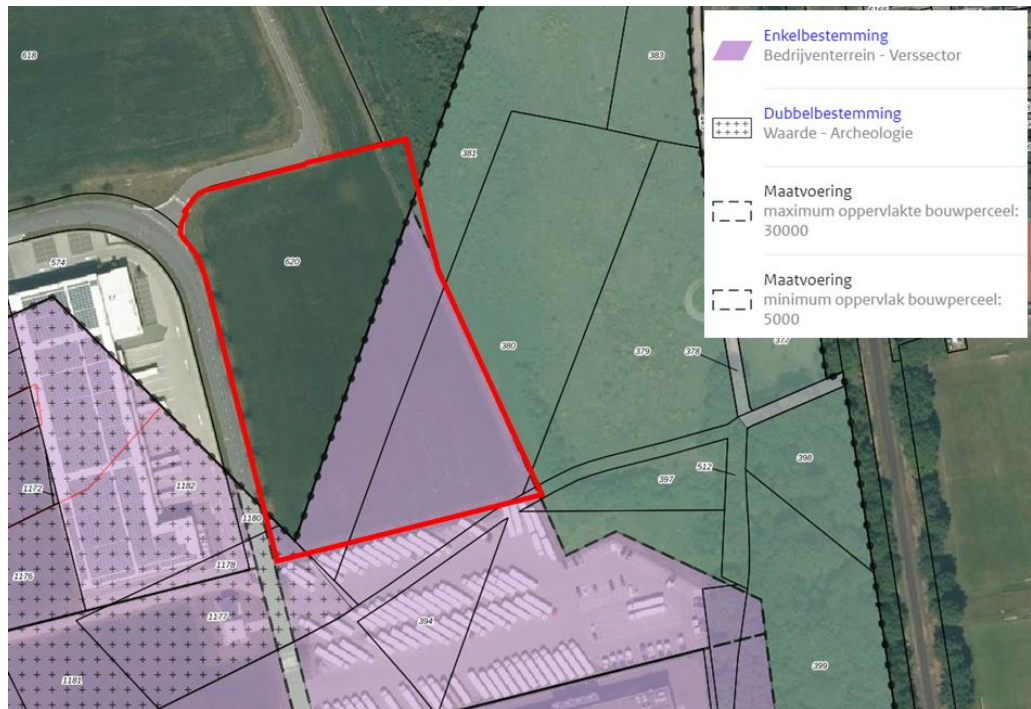 618
383
381
574
620
380
379
378
377
398
397
512
1172
1182
1180
1176
1178
1177
394
1181
399
Enkelbestemming
Bedrijventerrein - Verssector
Dubbelbestemming
Waarde - Archeologie
Maatvoering
maximum oppervlakte bouwperceel:
30000
Maatvoering
minimum oppervlak bouwperceel:
5000